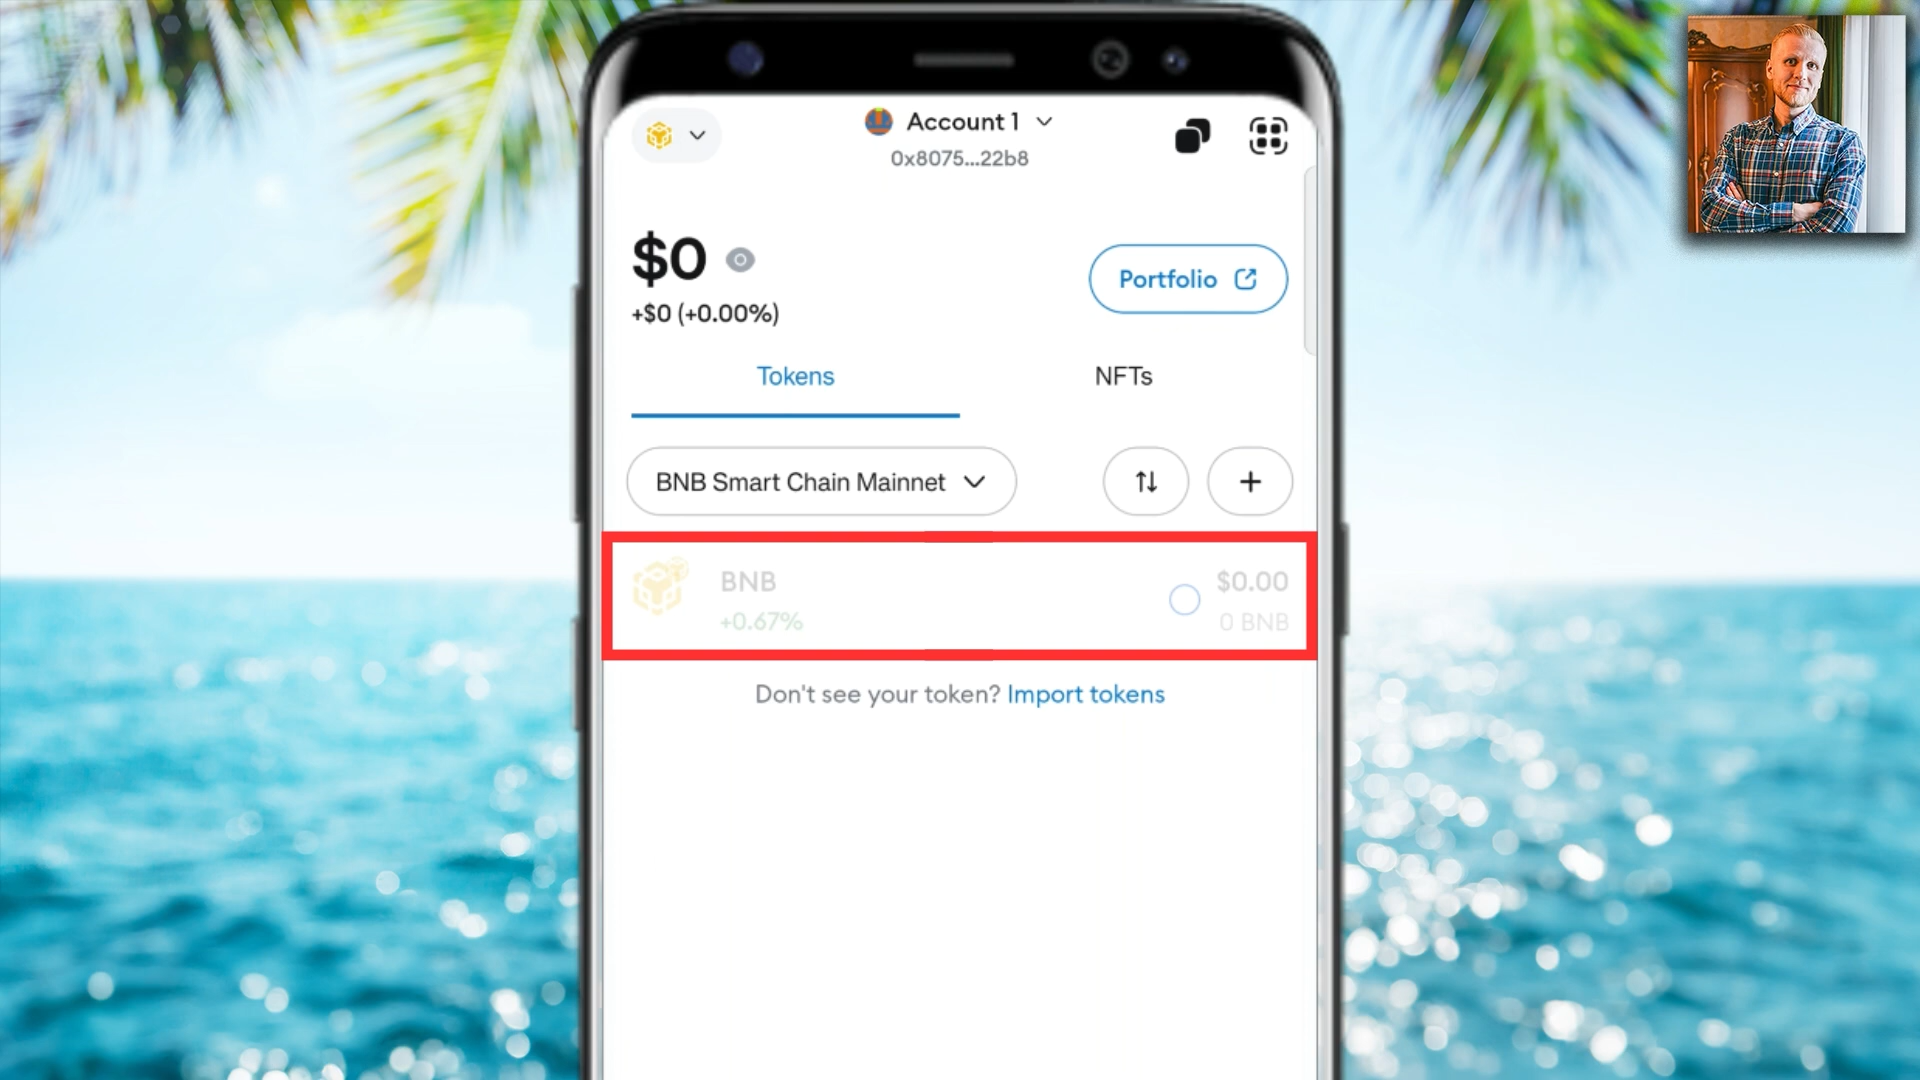 Account 1
0x8075...22b8
$0
+$0 (+0.00%)
Portfolio
Tokens
NFTs
BNB Smart Chain Mainnet
BNB
$0.00
+0.67%
0 BNB
Don't see your token? Import tokens